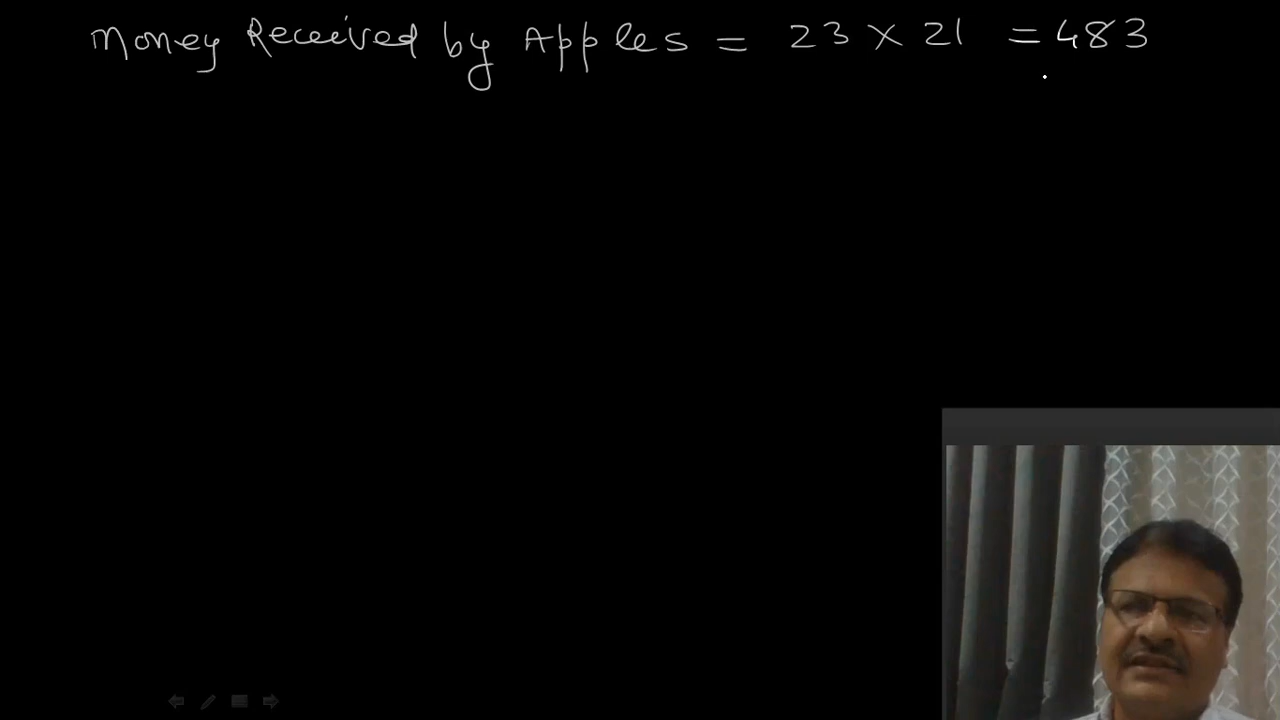 Money Received by Apples = 23 × 21 = 483